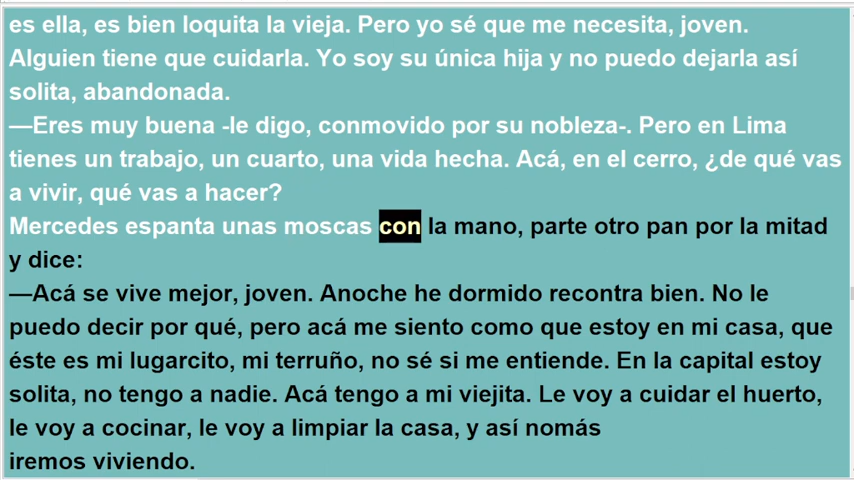 es ella, es bien loquita la vieja. Pero yo sé que me necesita, joven.
Alguien tiene que cuidarla. Yo soy su única hija y no puedo dejarla así
solita, abandonada.
—Eres muy buena -le digo, conmovido por su nobleza-. Pero en Lima
tienes un trabajo, un cuarto, una vida hecha. Acá, en el cerro, ¿de qué vas
a vivir, qué vas a hacer?
Mercedes espanta unas moscas con la mano, parte otro pan por la mitad
y dice:
—Acá se vive mejor, joven. Anoche he dormido recontra bien. No le
puedo decir por qué, pero acá me siento como que estoy en mi casa, que
éste es mi lugarcito, mi terruño, no sé si me entiende. En la capital estoy
solita, no tengo a nadie. Acá tengo a mi viejita. Le voy a cuidar el huerto,
le voy a cocinar, le voy a limpiar la casa, y así nomás
iremos viviendo.